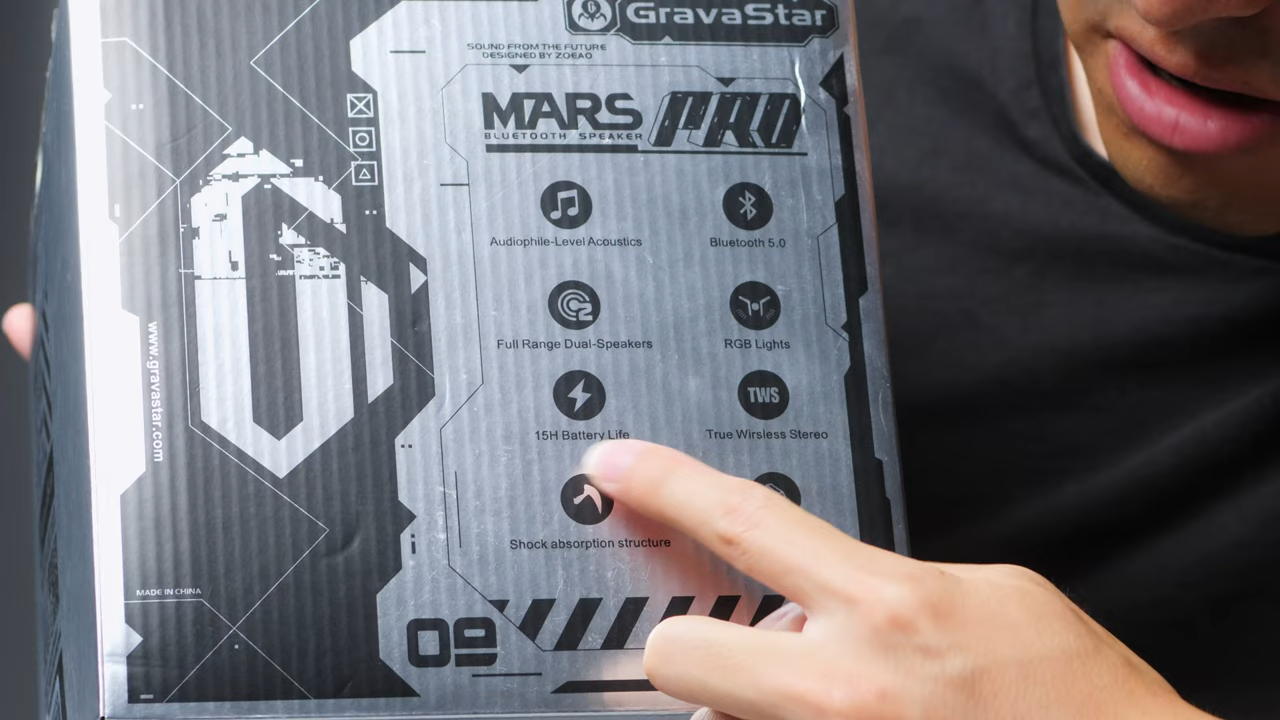 GravaStar
SOUND FROM THE FUTURE
DESIGNED BY ZOEAO
MARS PRO
BLUETOOTH SPEAKER
Audiophile-Level Acoustics
Bluetooth 5.0
C2
Full Range Dual-Speakers
RGB Lights
TWS
15H Battery Life
True Wireless Stereo
Shock absorption structure
www.gravastar.com
MADE IN CHINA
09